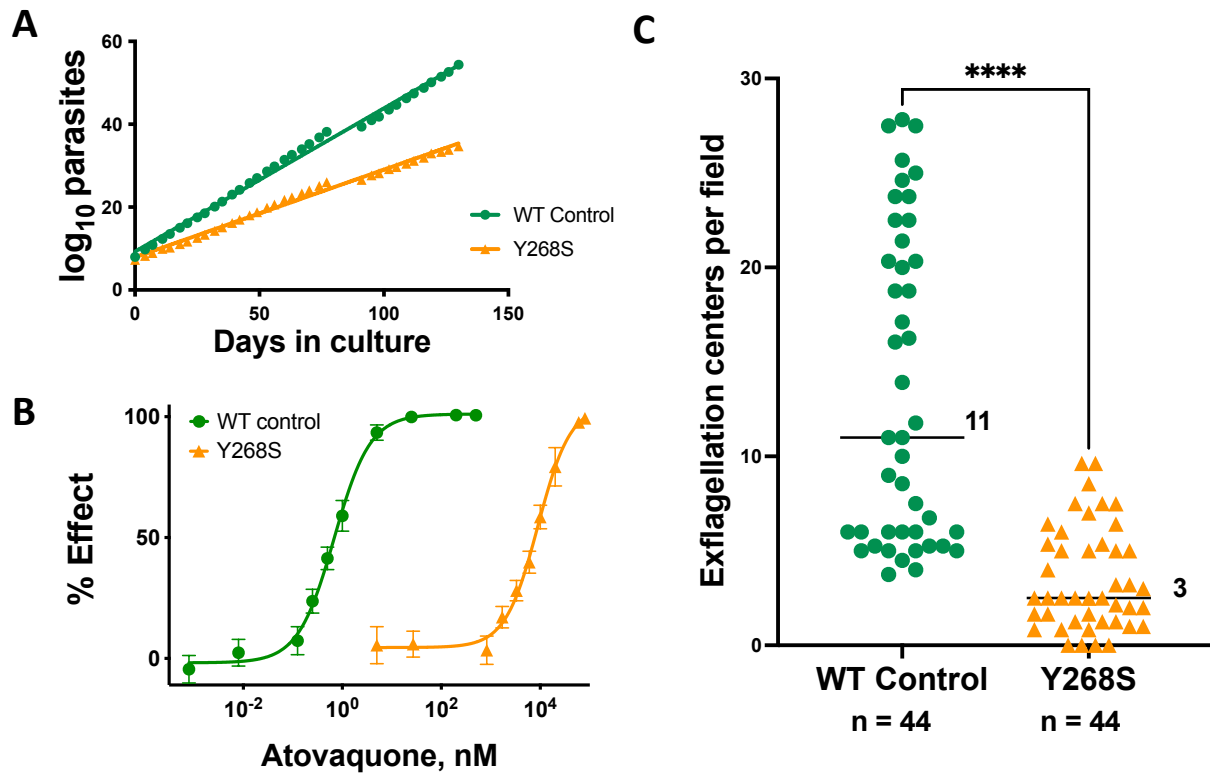 A
log10 parasites
60
40
20
0
0
50
100
150
WT Control
Y268S
Days in culture
B
% Effect
100
50
0
WT control
Y268S
10-2
100
102
104
Atovaquone, nM
C
Exflagellation centers per field
30
20
10
0
****
11
3
WT Control
n = 44
Y268S
n = 44